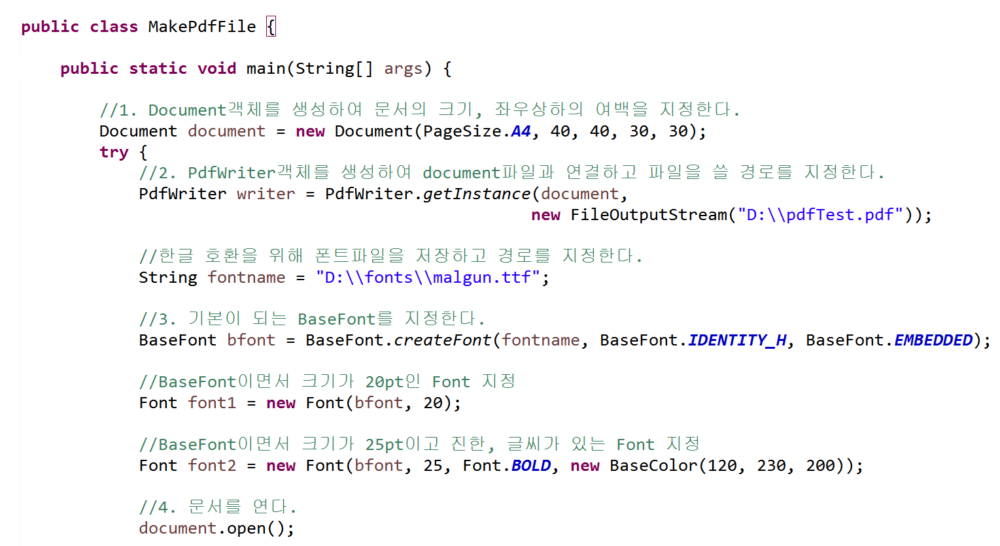 public class MakePdfFile {
public static void main(String[] args) {
//1. Document객체를 생성하여 문서의 크기, 좌우상하의 여백을 지정한다.
Document document = new Document(PageSize.A4, 40, 40, 30, 30);
try {
//2. PdfWriter객체를 생성하여 document파일과 연결하고 파일을 쓸 경로를 지정한다.
PdfWriter writer = PdfWriter.getInstance(document,
new FileOutputStream("D:\\pdfTest.pdf"));
//한글 호환을 위해 폰트파일을 저장하고 경로를 지정한다.
String fontname = "D:\\fonts\\malgun.ttf";
//3. 기본이 되는 BaseFont를 지정한다.
BaseFont bfont = BaseFont.createFont(fontname, BaseFont.IDENTITY_H, BaseFont.EMBEDDED);
//BaseFont이면서 크기가 20pt인 Font 지정
Font font1 = new Font(bfont, 20);
//BaseFont이면서 크기가 25pt이고 진한, 글씨가 있는 Font 지정
Font font2 = new Font(bfont, 25, Font.BOLD, new BaseColor(120, 230, 200));
//4. 문서를 연다.
document.open();